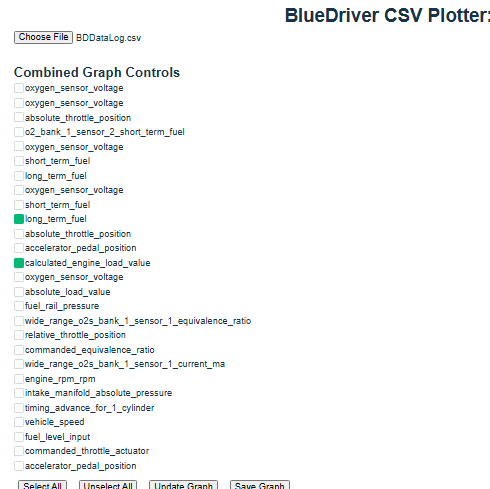 BlueDriver CSV Plotter:
Choose File BDDataLog.csv
Combined Graph Controls
oxygen_sensor_voltage
oxygen_sensor_voltage
absolute_throttle_position
o2_bank_1_sensor_2_short_term_fuel
oxygen_sensor_voltage
short_term_fuel
long_term_fuel
oxygen_sensor_voltage
short_term_fuel
long_term_fuel
absolute_throttle_position
accelerator_pedal_position
calculated_engine_load_value
oxygen_sensor_voltage
absolute_load_value
fuel_rail_pressure
wide_range_o2s_bank_1_sensor_1_equivalence_ratio
relative_throttle_position
commanded_equivalence_ratio
wide_range_o2s_bank_1_sensor_1_current_ma
engine_rpm_rpm
intake_manifold_absolute_pressure
timing_advance_for_1_cylinder
vehicle_speed
fuel_level_input
commanded_throttle_actuator
accelerator_pedal_position
Select All Unselect All Update Graph Save Graph